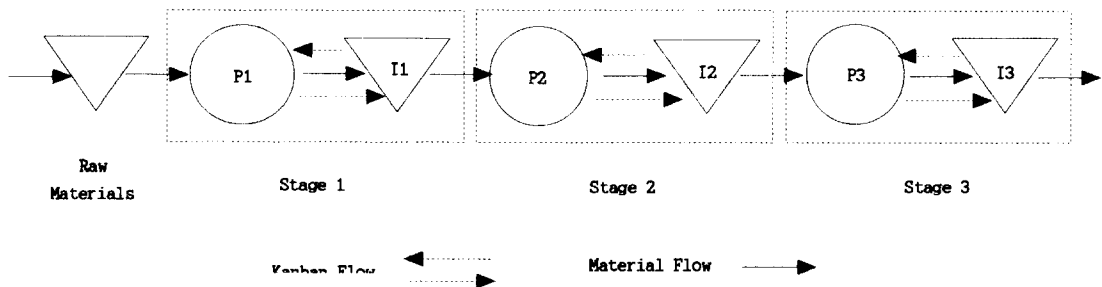 P1
I1
P2
I2
P3
I3
Raw
Materials
Stage 1
Stage 2
Stage 3
Kanban Flow
Material Flow